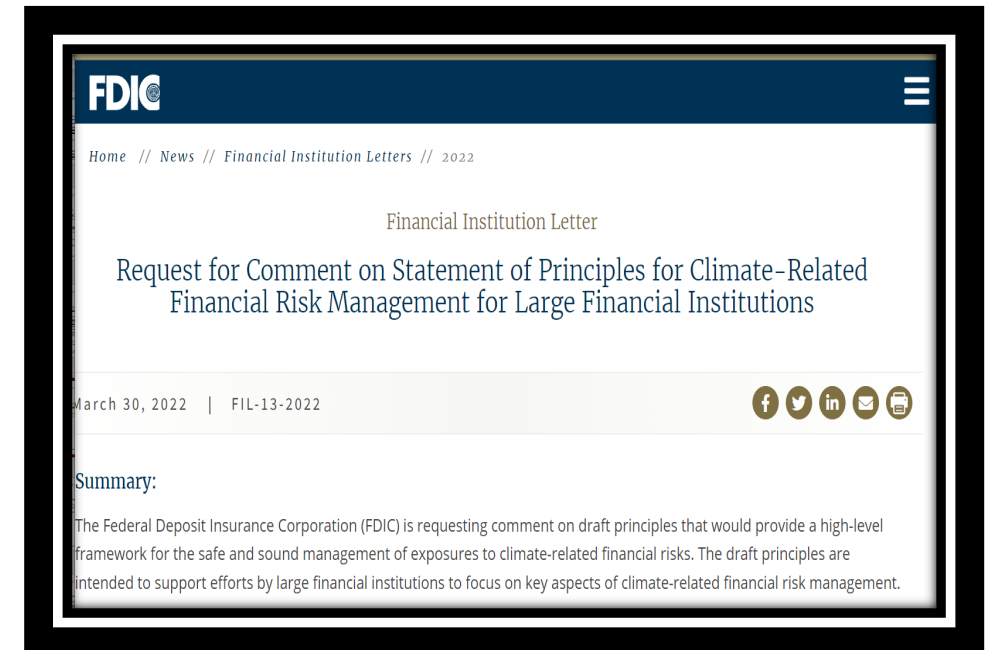 FDIC
Home // News // Financial Institution Letters // 2022
Financial Institution Letter
Request for Comment on Statement of Principles for Climate-Related
Financial Risk Management for Large Financial Institutions
March 30, 2022 | FIL-13-2022
Summary:
The Federal Deposit Insurance Corporation (FDIC) is requesting comment on draft principles that would provide a high-level
framework for the safe and sound management of exposures to climate-related financial risks. The draft principles are
intended to support efforts by large financial institutions to focus on key aspects of climate-related financial risk management.